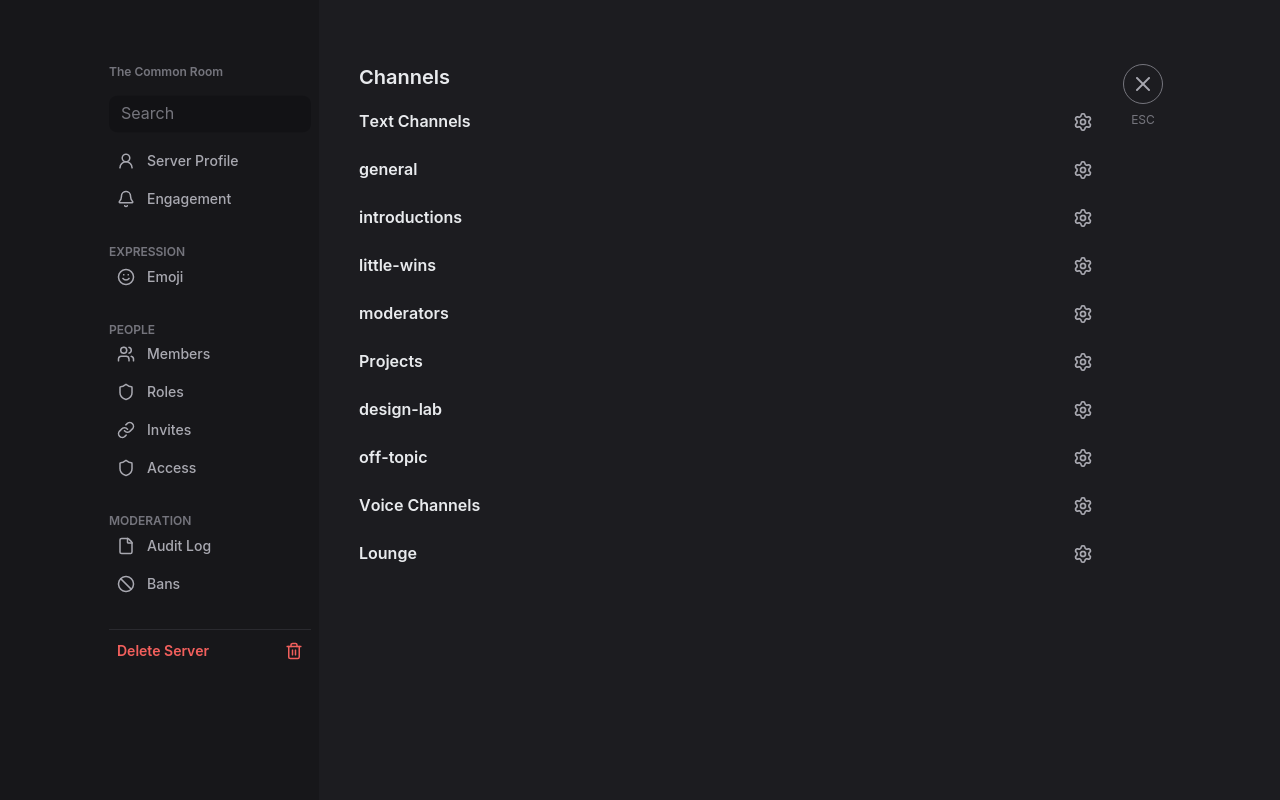 The Common Room
Search
Server Profile
Engagement
EXPRESSION
Emoji
PEOPLE
Members
Roles
Invites
Access
MODERATION
Audit Log
Bans
Delete Server
Channels
Text Channels
general
introductions
little-wins
moderators
Projects
design-lab
off-topic
Voice Channels
Lounge
ESC